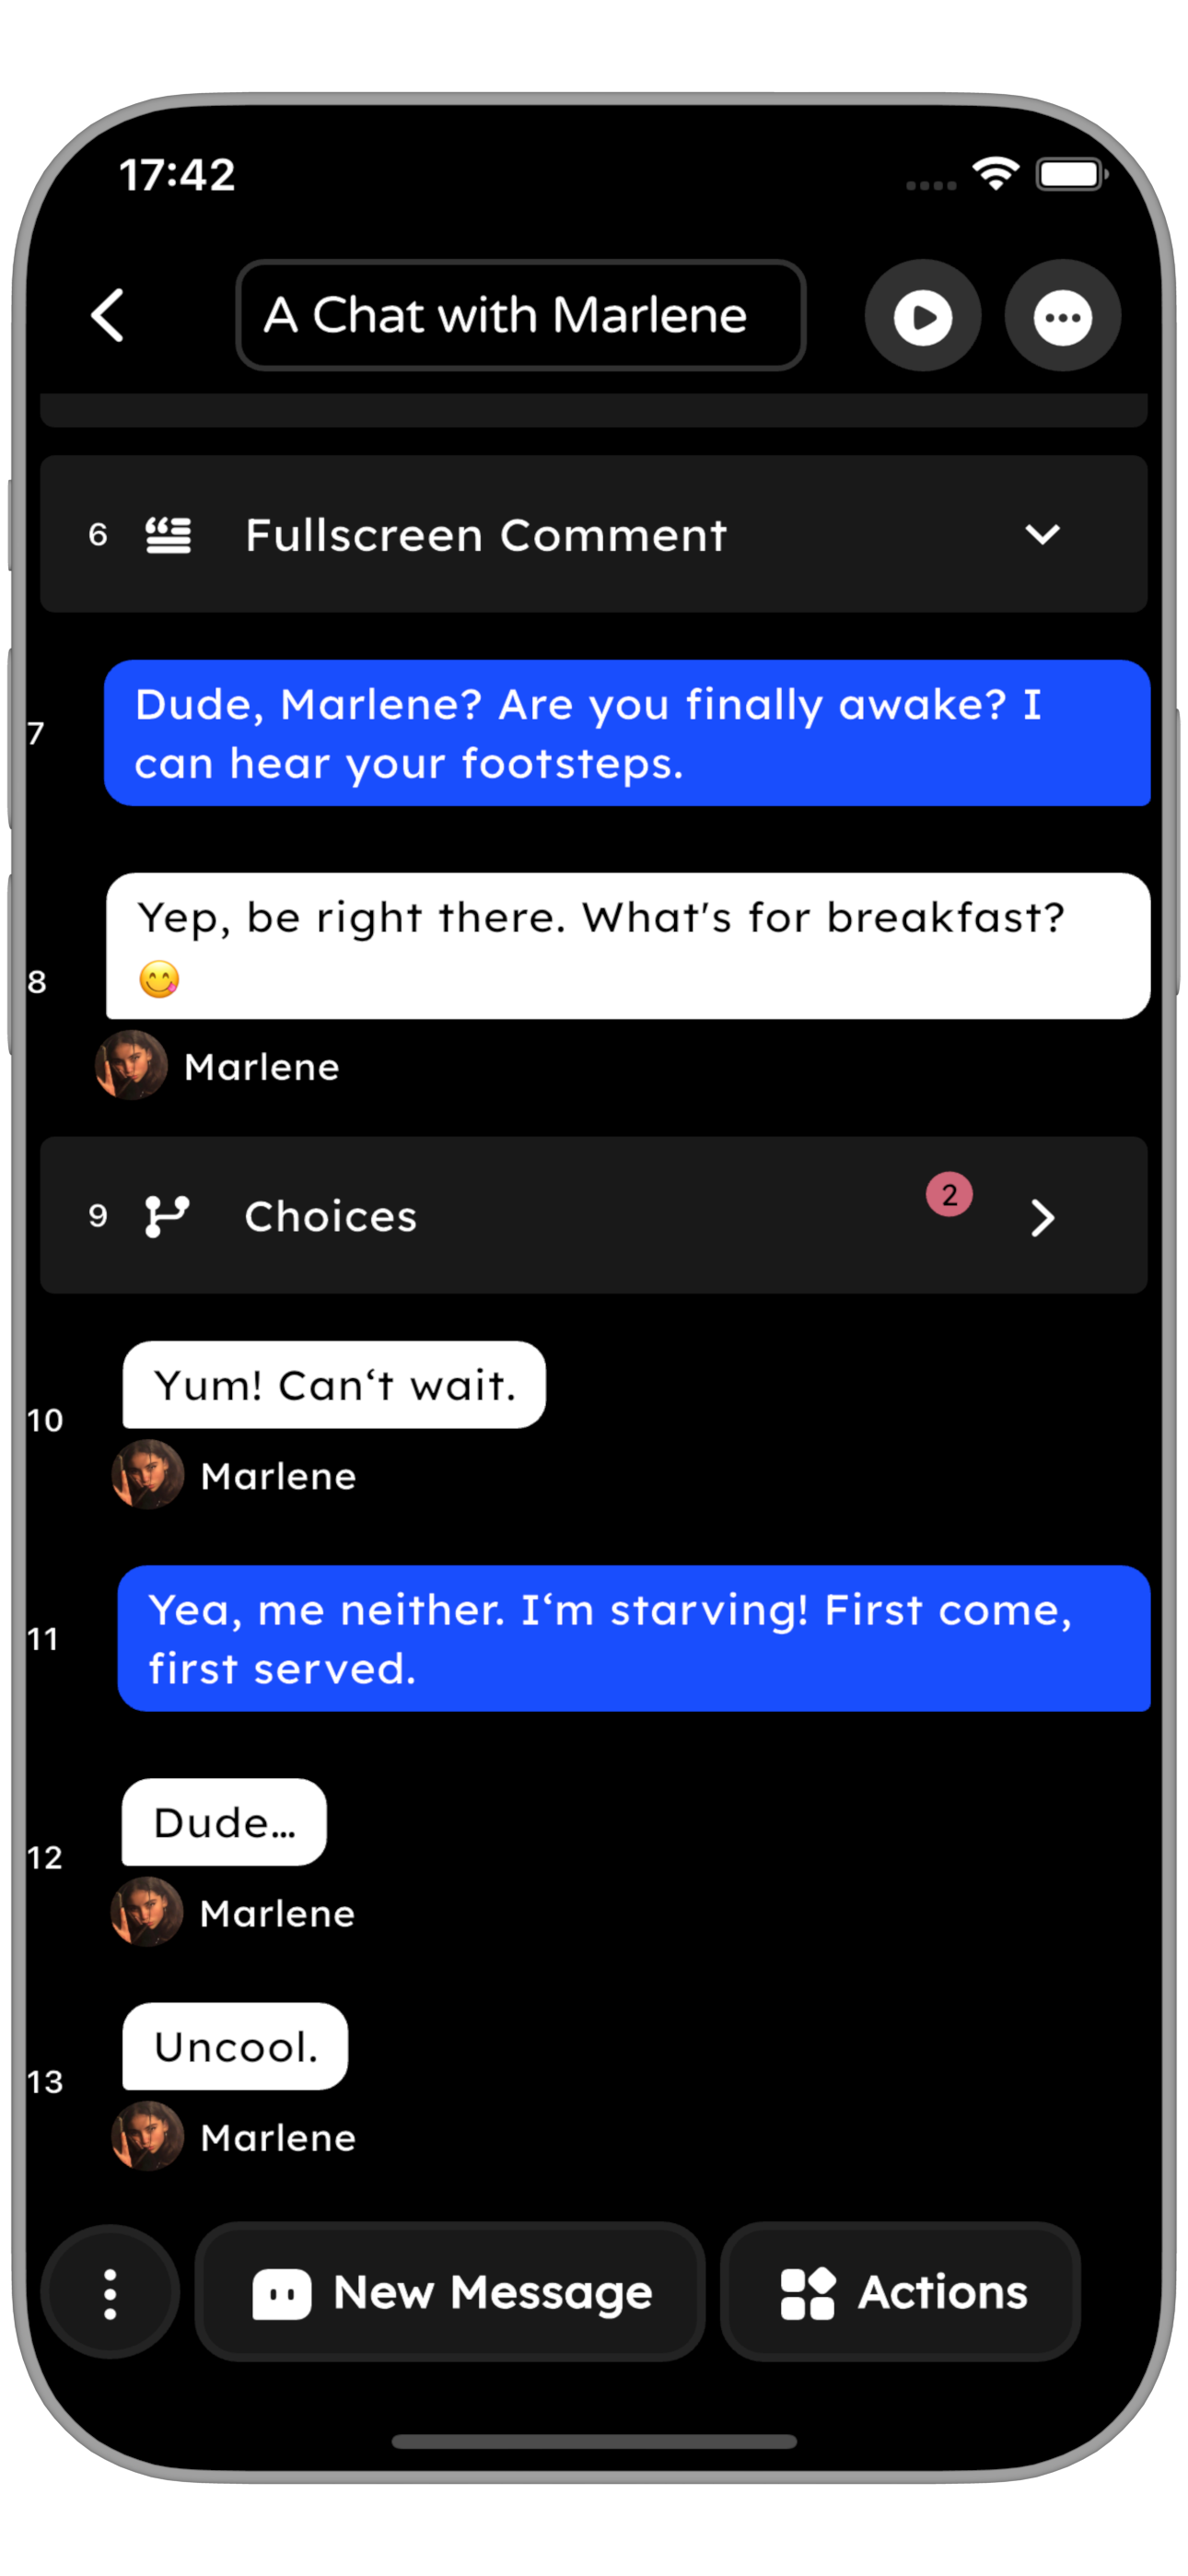 17:42
A Chat with Marlene
6 Fullscreen Comment
7
Dude, Marlene? Are you finally awake? I
can hear your footsteps.
8
Yep, be right there. What's for breakfast?
😋
Marlene
9 Choices 2
10
Yum! Can‘t wait.
Marlene
11
Yea, me neither. I‘m starving! First come,
first served.
12
Dude...
Marlene
13
Uncool.
Marlene
New Message
Actions